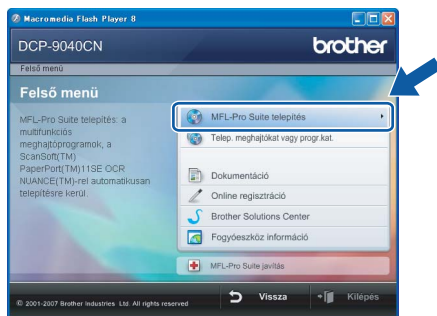 Macromedia Flash Player 8
DCP-9040CN
brother
Felső menü
Felső menü
MFL-Pro Suite telepítés: a
multifunkciós
meghajtóprogramok, a
ScanSoft(TM)
PaperPort(TM)11SE OCR
NUANCE(TM)-rel automatikusan
telepítésre kerül.
MFL-Pro Suite telepítés
Telep. meghajtókat vagy progr.kat.
Dokumentáció
Online regisztráció
Brother Solutions Center
Fogyóeszköz információ
MFL-Pro Suite javítás
© 2001-2007 Brother Industries Ltd. All rights reserved
Vissza
Kilépés